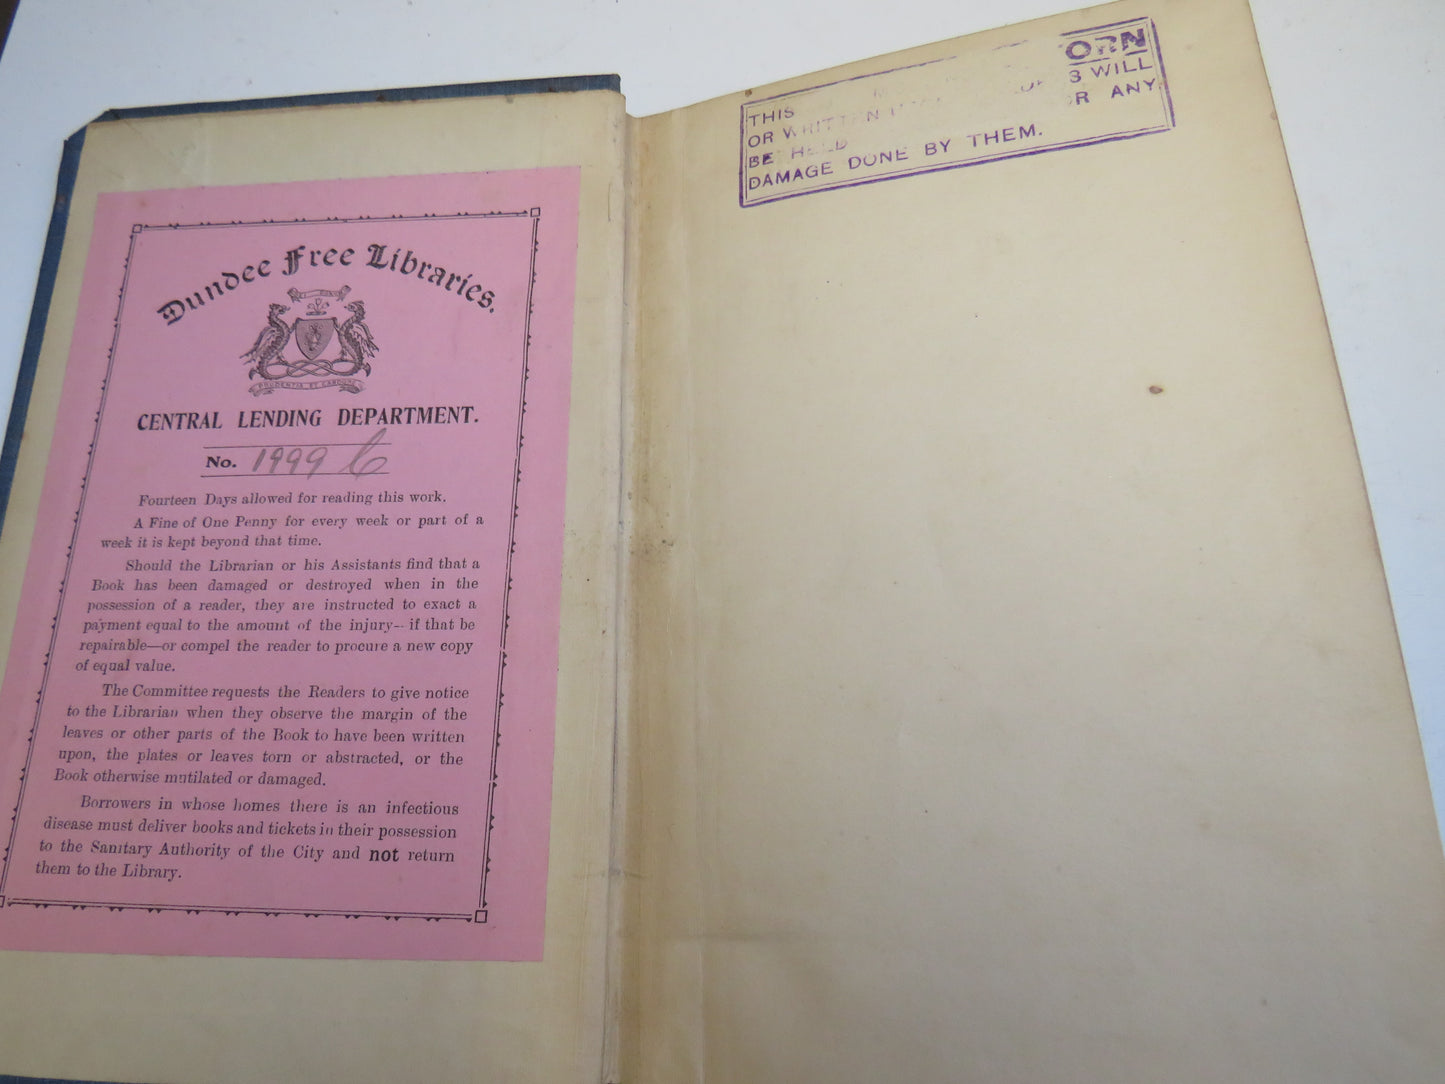 Dundee Free Libraries.
PRUDENTIA ET CANDORE
CENTRAL LENDING DEPARTMENT.
No. 1999 C
Fourteen Days allowed for reading this work.
A Fine of One Penny for every week or part of a
week it is kept beyond that time.
Should the Librarian or his Assistants find that a
Book has been damaged or destroyed when in the
possession of a reader, they are instructed to exact a
payment equal to the amount of the injury—if that be
repairable—or compel the reader to procure a new copy
of equal value.
The Committee requests the Readers to give notice
to the Librarian when they observe the margin of the
leaves or other parts of the Book to have been written
upon, the plates or leaves torn or abstracted, or the
Book otherwise mutilated or damaged.
Borrowers in whose homes there is an infectious
disease must deliver books and tickets in their possession
to the Sanitary Authority of the City and not return
them to the Library.
THIS ORN
OR WRITTEN S WILL
BE HELD OR ANY
DAMAGE DONE BY THEM.